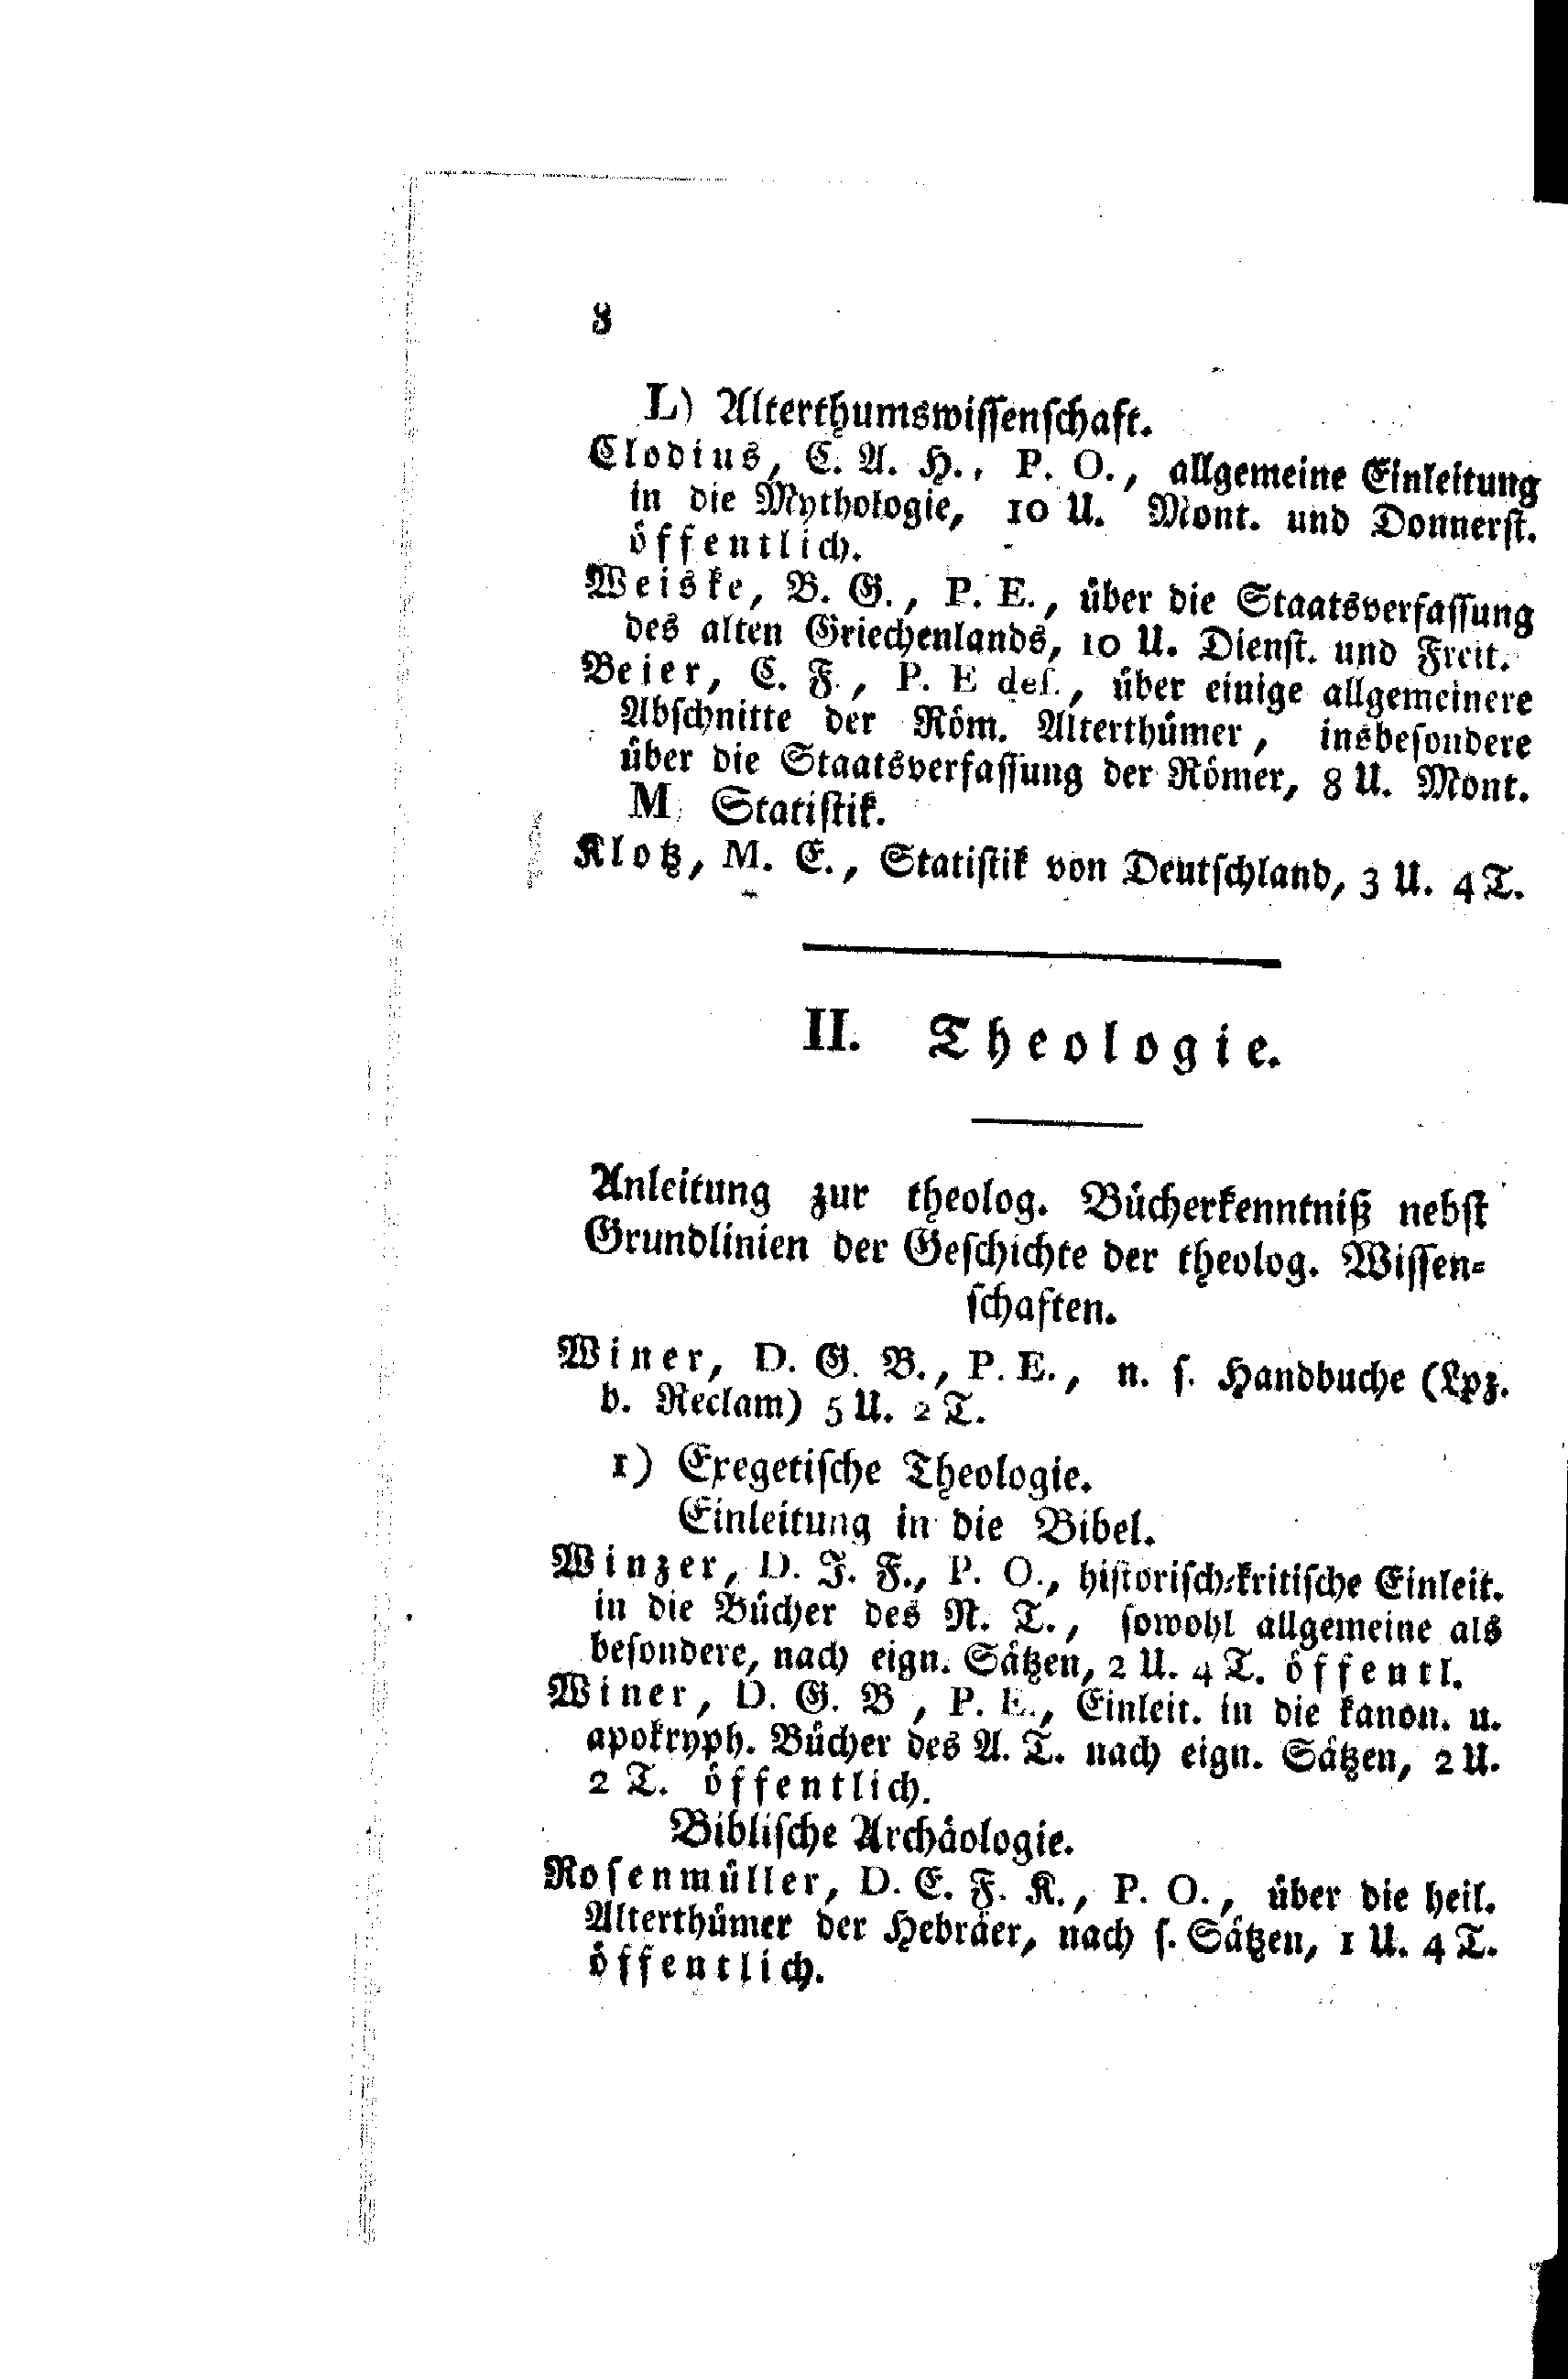 8
L) Alterthumswissenschaft.
Clodius, C. A. H., P. O., allgemeine Einleitung
in die Mythologie, 10 U. Mont. und Donnerst.
öffentlich.
Weiske, B. G., P. E., über die Staatsverfassung
des alten Griechenlands, 10 U. Dienst. und Freit.
Beier, C. F., P. E des., über einige allgemeinere
Abschnitte der Röm. Alterthümer, insbesondere
über die Staatsverfassung der Römer, 8 U. Mont.
M) Statistik.
Klotz, M. E., Statistik von Deutschland, 3 U. 4 T.
II. Theologie.
Anleitung zur theolog. Bücherkenntniß nebst
Grundlinien der Geschichte der theolog. Wissen-
schaften.
Winer, D. G. B., P. E., n. s. Handbuche (Lpz.
b. Reclam) 5 U. 2 T.
1) Exegetische Theologie.
Einleitung in die Bibel.
Winzer, D. J. F., P. O., historisch-kritische Einleit.
in die Bücher des N. T., sowohl allgemeine als
besondere, nach eign. Sätzen, 2 U. 4 T. öffentl.
Winer, D. G. B., P. E., Einleit. in die kanon. u.
apokryph. Bücher des A. T. nach eign. Sätzen, 2 U.
2 T. öffentlich.
Biblische Archäologie.
Rosenmüller, D. E. F. K., P. O., über die heil.
Alterthümer der Hebräer, nach s. Sätzen, 1 U. 4 T.
öffentlich.